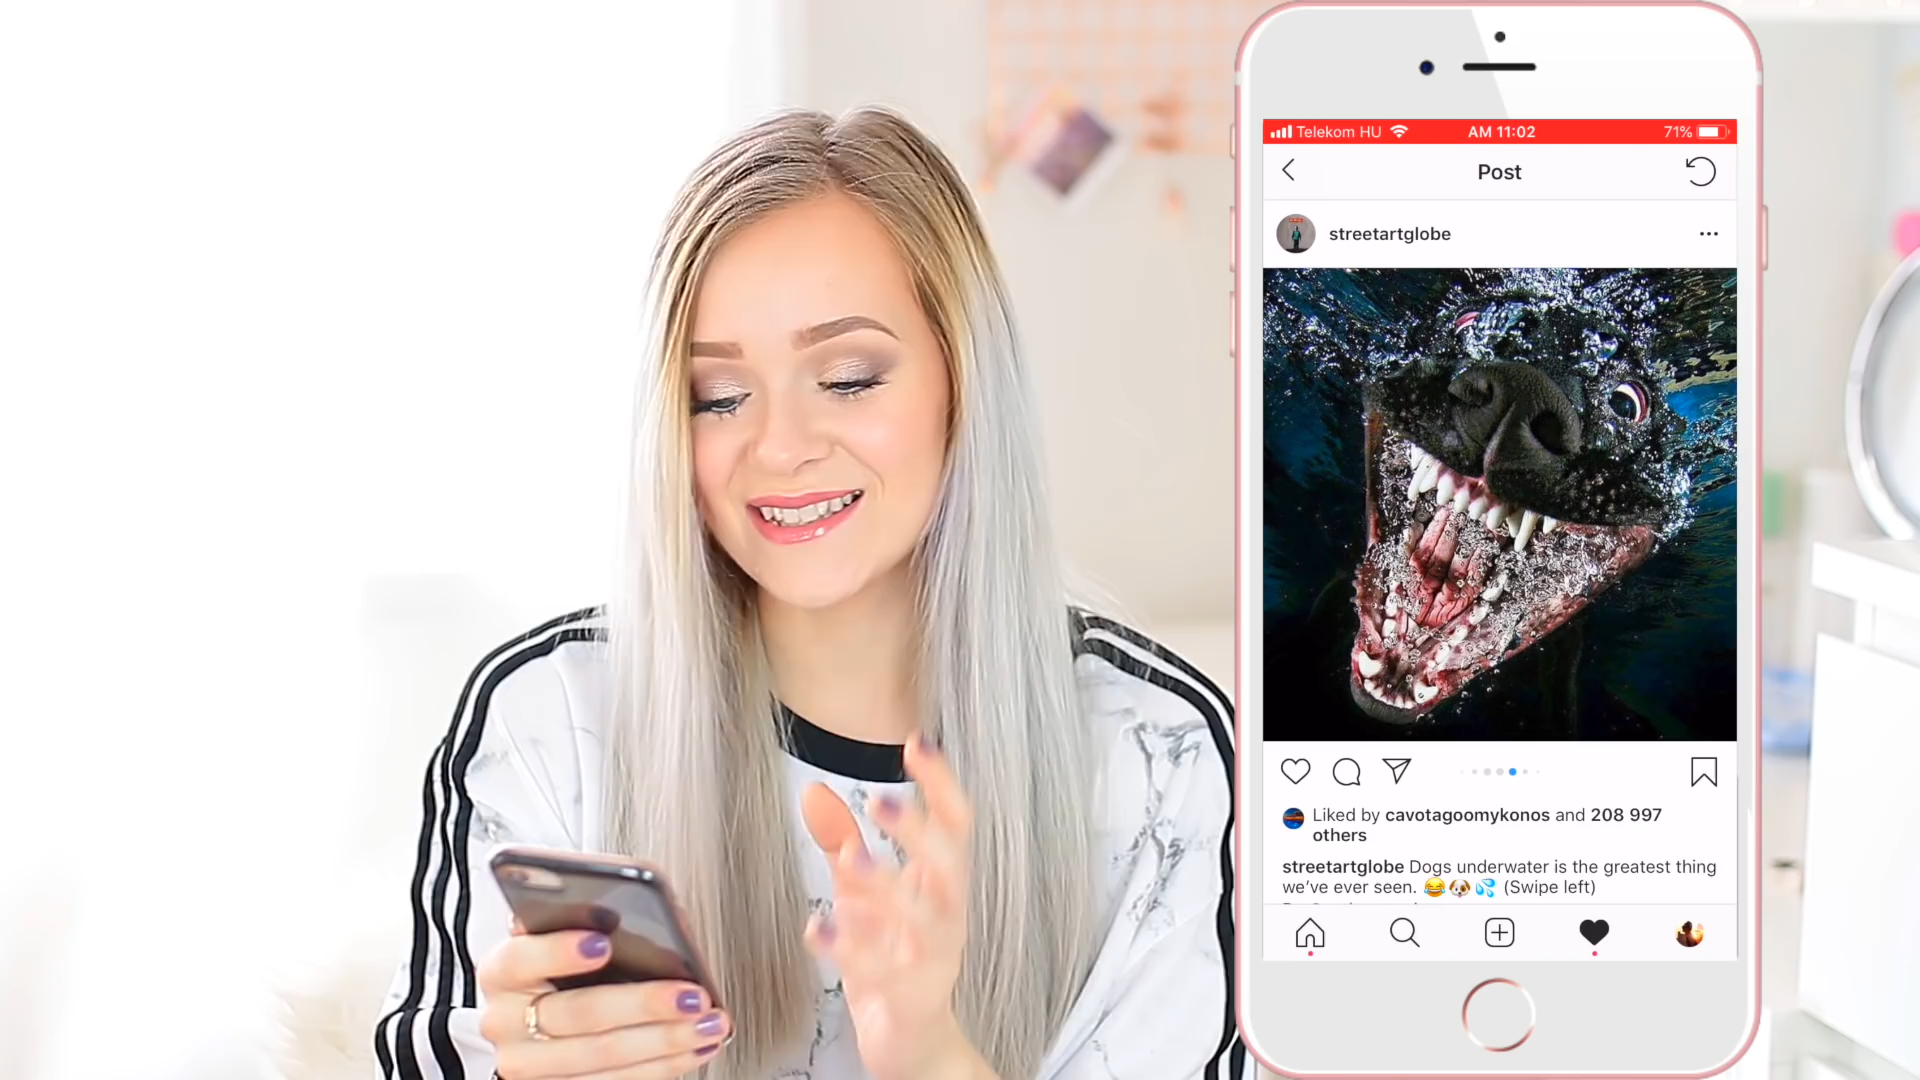 Telekom HU AM 11:02 71%
Post
streetartglobe
Liked by cavotagoomykonos and 208 997
others
streetartglobe Dogs underwater is the greatest thing
we've ever seen. 😂🐶💦 (Swipe left)